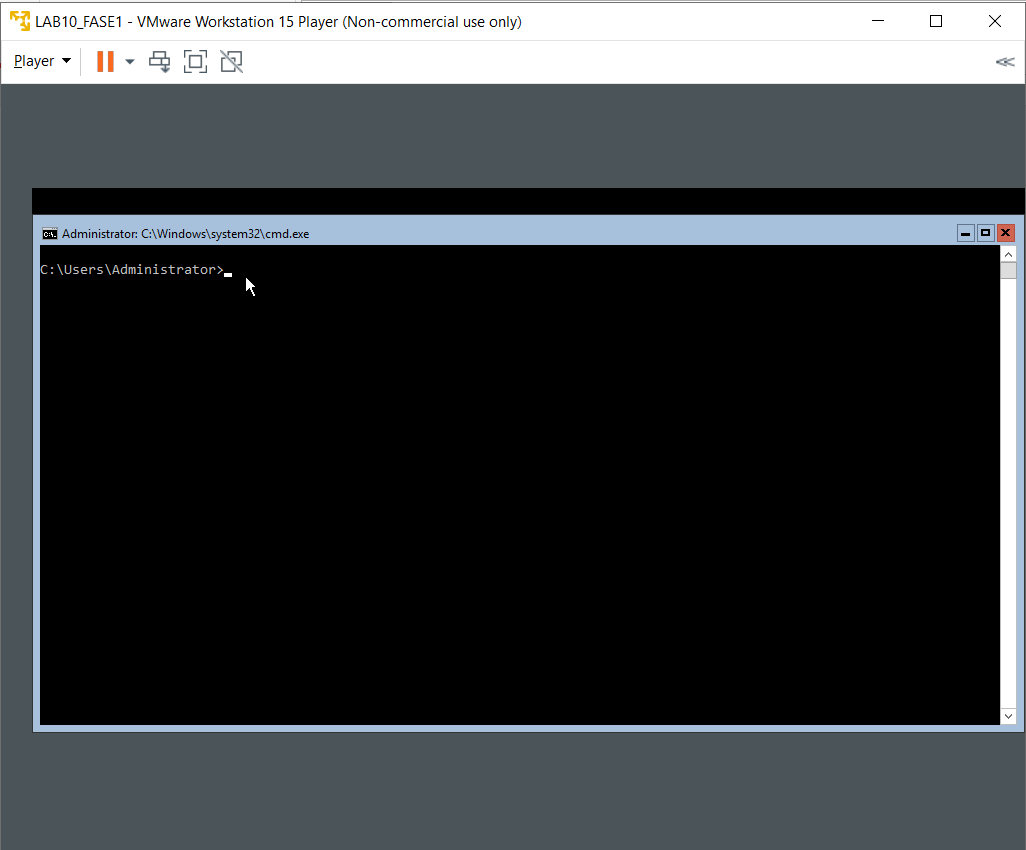 LAB10_FASE1 - VMware Workstation 15 Player (Non-commercial use only)
Player
Administrator: C:\Windows\system32\cmd.exe
C:\Users\Administrator>